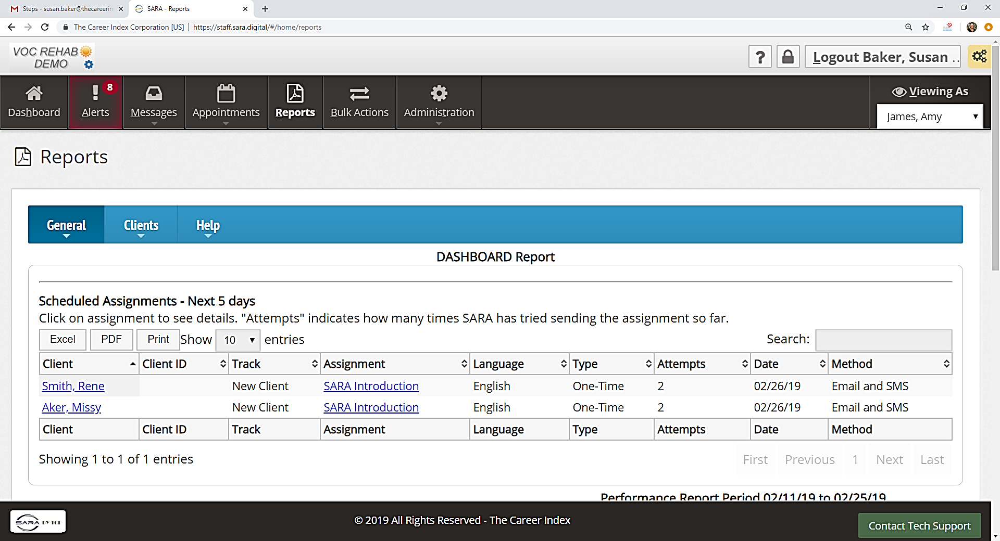 Steps - susan.baker@thecareerin
SARA - Reports
The Career Index Corporation [US] | https://staff.sara.digital/#/home/reports
VOC REHAB
DEMO
? Logout Baker, Susan ..
Dashboard
Alerts 8
Messages
Appointments
Reports
Bulk Actions
Administration
Viewing As
James, Amy
Reports
General Clients Help
DASHBOARD Report
Scheduled Assignments - Next 5 days
Click on assignment to see details. "Attempts" indicates how many times SARA has tried sending the assignment so far.
Excel PDF Print Show 10 entries Search:
Client Client ID Track Assignment Language Type Attempts Date Method
Smith, Rene New Client SARA Introduction English One-Time 2 02/26/19 Email and SMS
Aker, Missy New Client SARA Introduction English One-Time 2 02/26/19 Email and SMS
Client Client ID Track Assignment Language Type Attempts Date Method
Showing 1 to 1 of 1 entries First Previous 1 Next Last
Performance Report Period 02/11/19 to 02/25/19
SARA BY TCI
© 2019 All Rights Reserved - The Career Index
Contact Tech Support